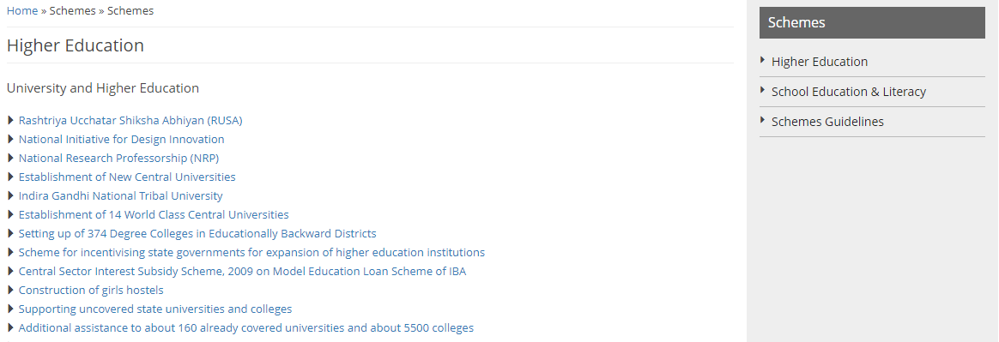 Home » Schemes » Schemes
Higher Education
University and Higher Education
Rashtriya Ucchatar Shiksha Abhiyan (RUSA)
National Initiative for Design Innovation
National Research Professorship (NRP)
Establishment of New Central Universities
Indira Gandhi National Tribal University
Establishment of 14 World Class Central Universities
Setting up of 374 Degree Colleges in Educationally Backward Districts
Scheme for incentivising state governments for expansion of higher education institutions
Central Sector Interest Subsidy Scheme, 2009 on Model Education Loan Scheme of IBA
Construction of girls hostels
Supporting uncovered state universities and colleges
Additional assistance to about 160 already covered universities and about 5500 colleges
Schemes
Higher Education
School Education & Literacy
Schemes Guidelines